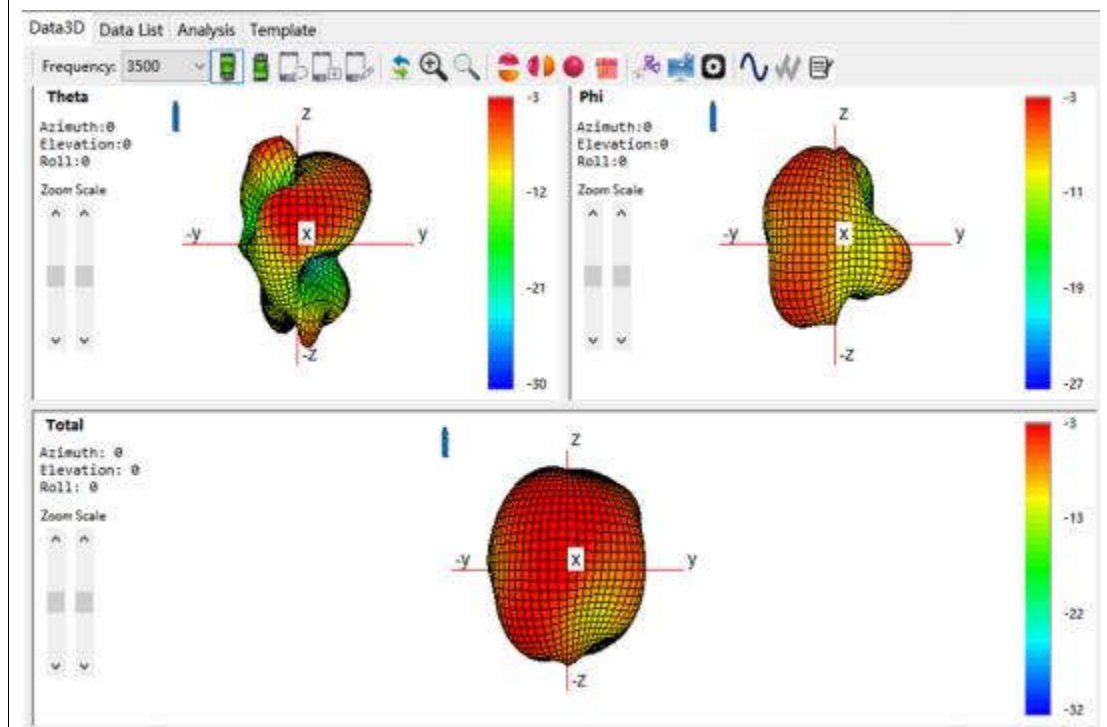 Data3D Data List Analysis Template
Frequency: 3500
Theta
Azimuth:0
Elevation:0
Roll:0
Zoom Scale
z
-y
x
y
-z
-3
-12
-21
-30
Phi
Azimuth:0
Elevation:0
Roll:0
Zoom Scale
z
-y
x
y
-z
-3
-11
-19
-27
Total
Azimuth: 0
Elevation: 0
Roll: 0
Zoom Scale
z
-y
x
y
-z
-3
-13
-22
-32